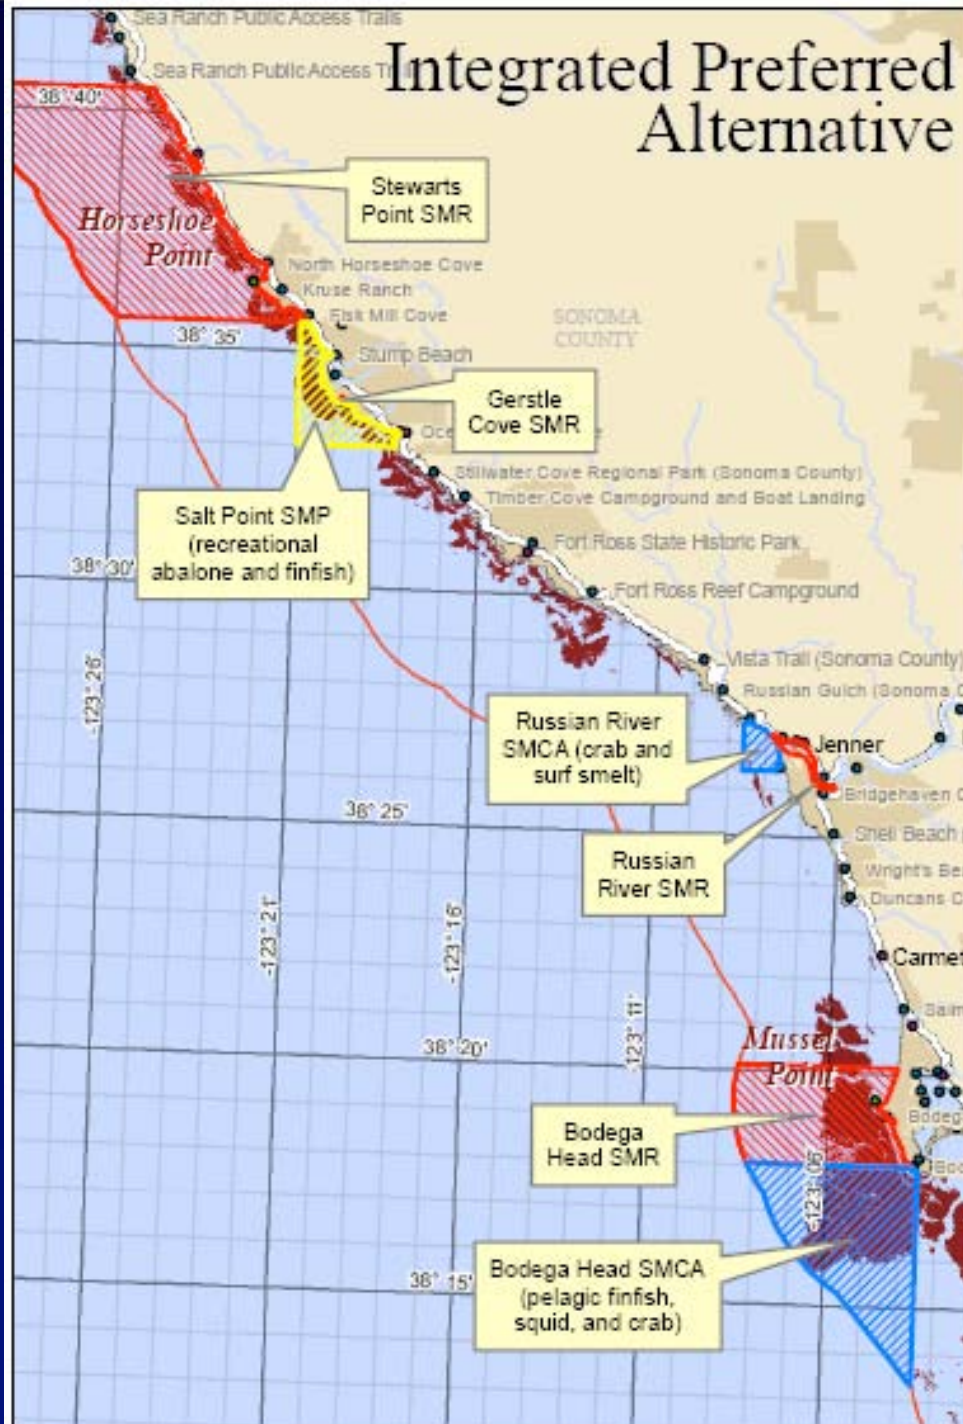 Sea Ranch Public Access Trails
Integrated Preferred
Alternative
Sea Ranch Public Access
38° 40'
Stewarts
Point SMR
Horseshoe
Point
North Horseshoe Cove
Kruse Ranch
Fisk Mill Cove
SONOMA
COUNTY
38° 35'
Stump Beach
Gerstle
Cove SMR
Stillwater Cove Regional Park (Sonoma County)
Timber Cove Campground and Boat Landing
Salt Point SMP
(recreational
abalone and finfish)
Fort Ross State Historic Park
38° 30'
Fort Ross Reef Campground
-123° 26'
Vista Trail (Sonoma County)
Russian Gulch (Sonoma
Russian River
SMCA (crab and
surf smelt)
Jenner
Bridgehaven
38° 25'
Shell Beach
Russian
River SMR
Wright's
Duncans
-123° 21'
-123° 16'
-123° 11'
Mussel
Point
38° 20'
Bodega
Head SMR
-123° 06'
Bodega Head SMCA
(pelagic finfish,
squid, and crab)
38° 15'